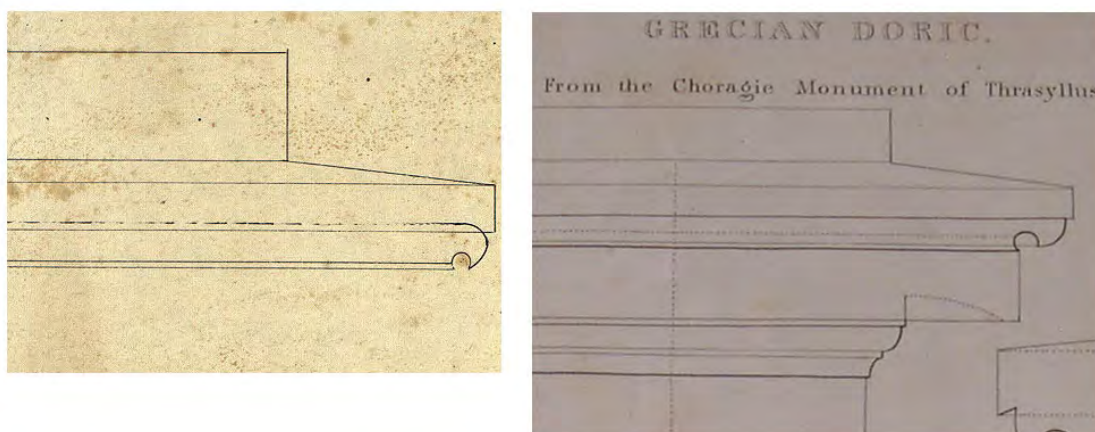 GRECIAN DORIC.
From the Choragic Monument of Thrasyllus